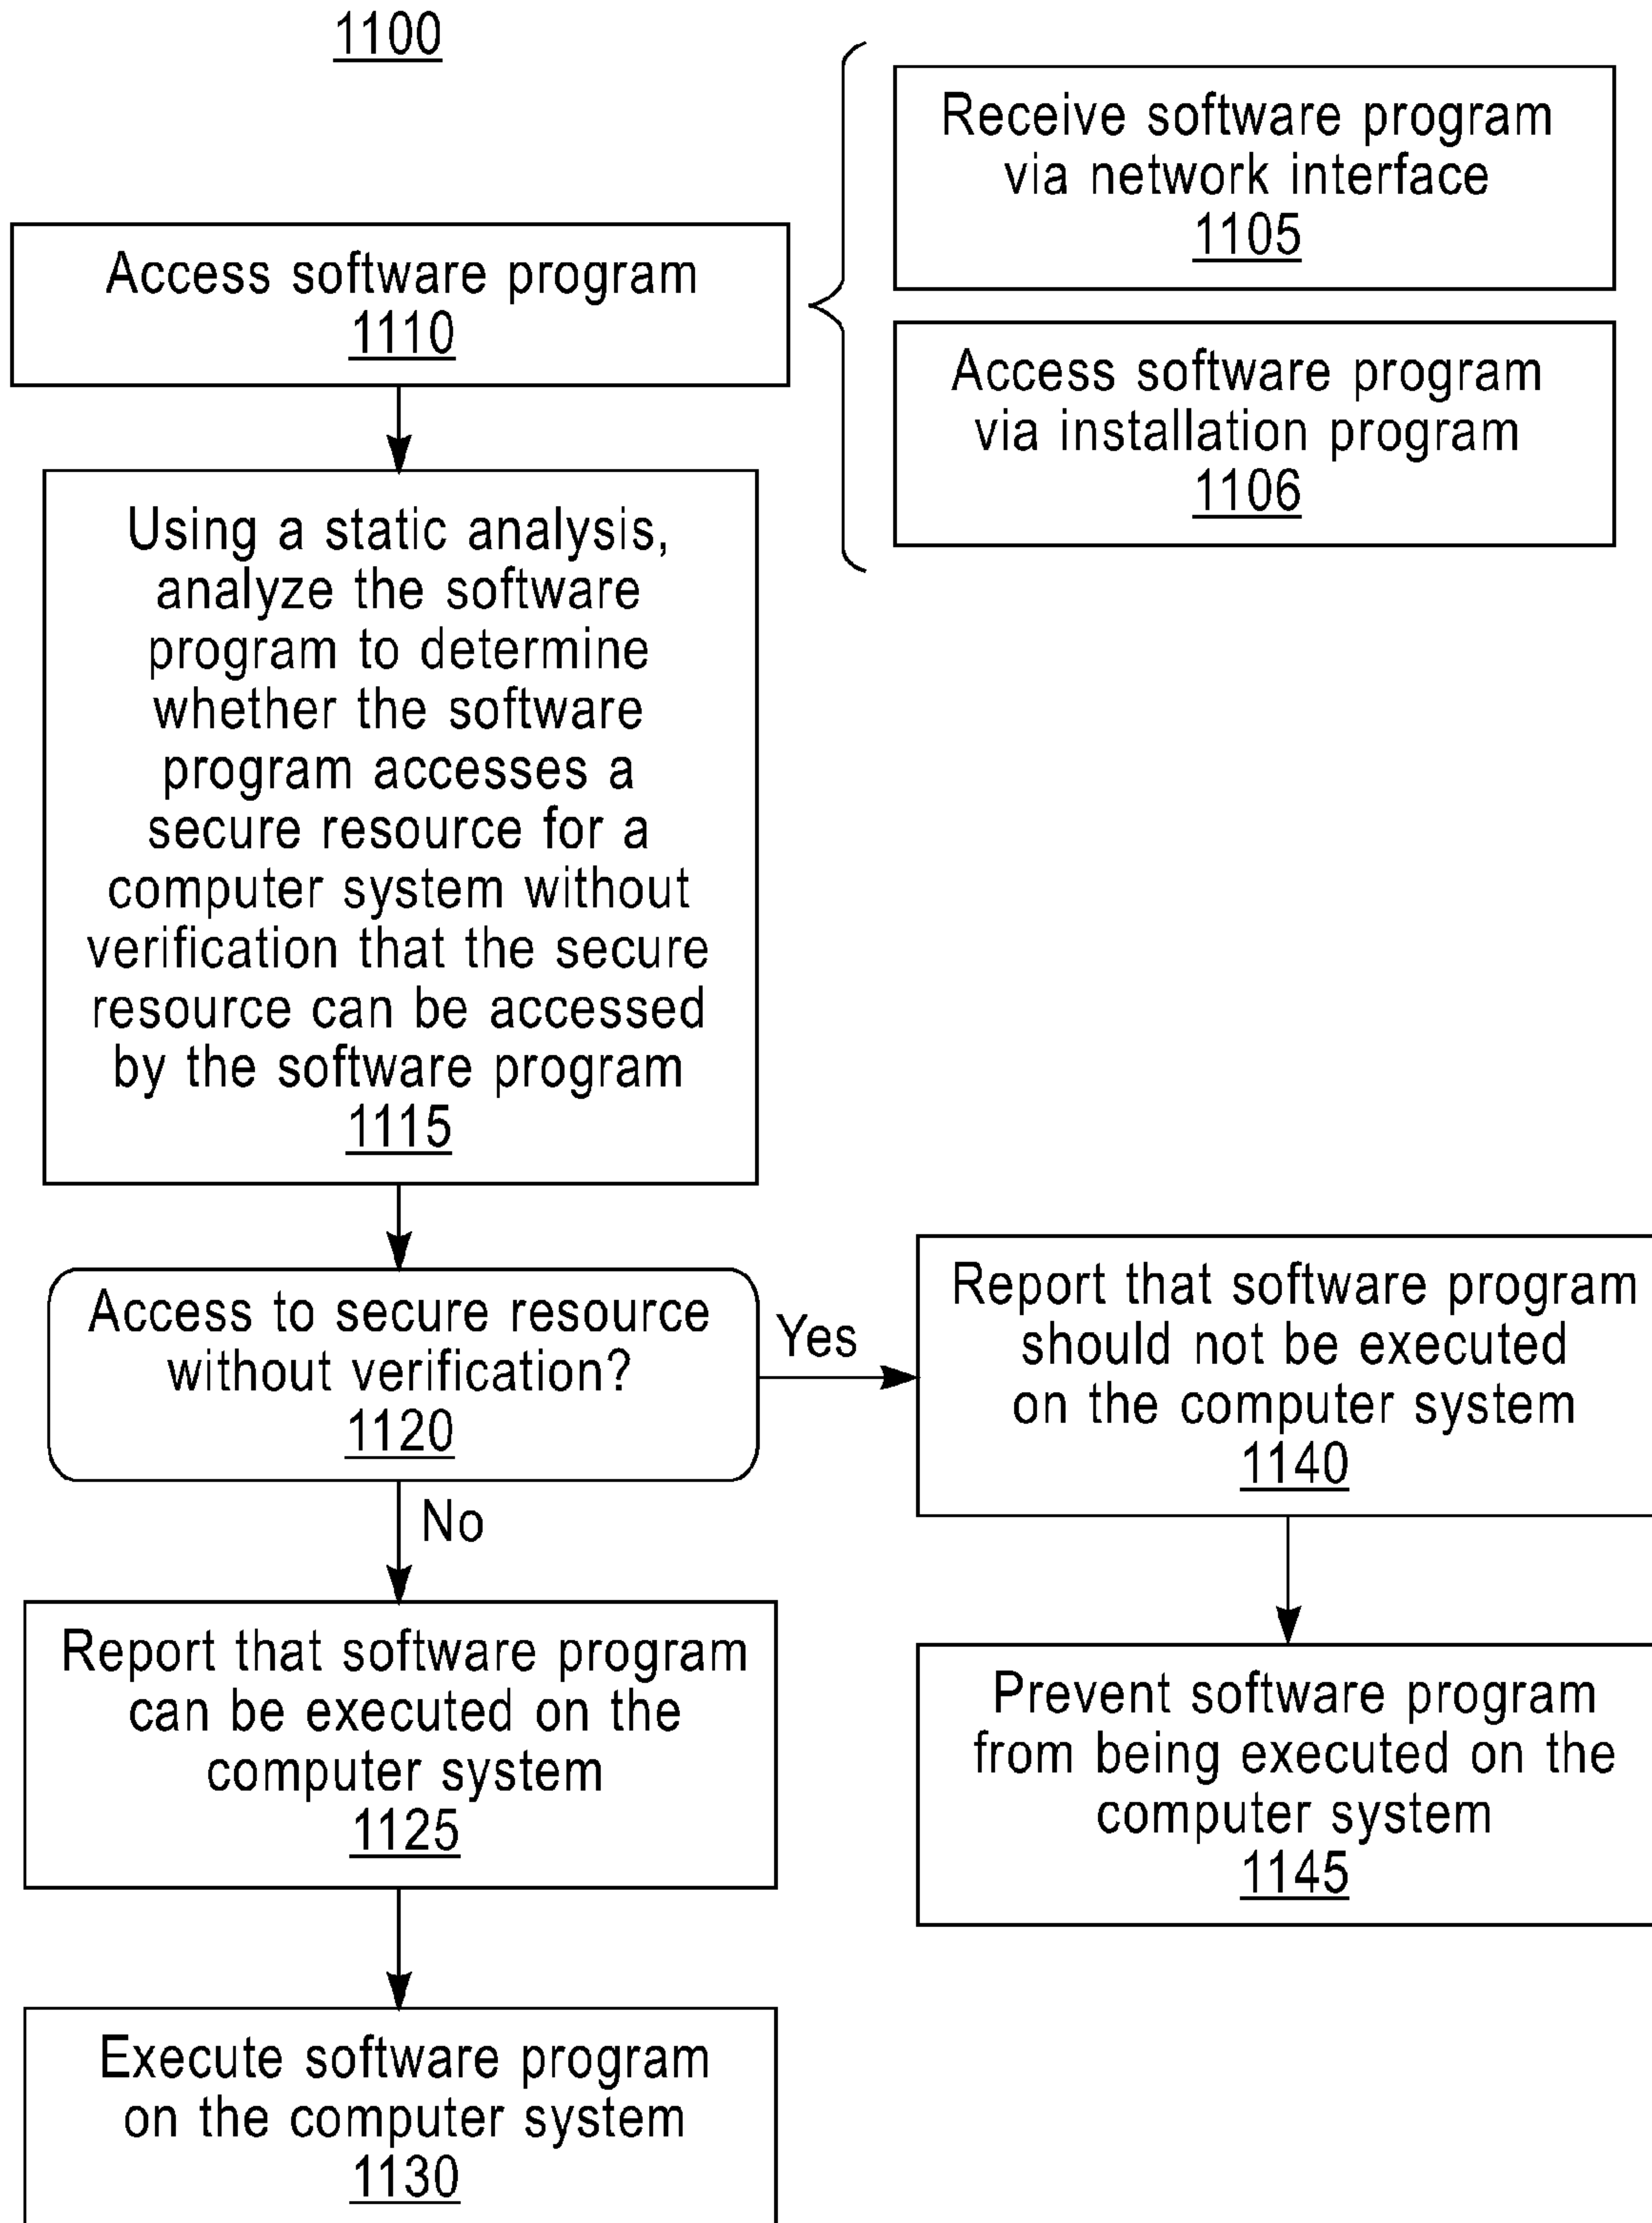 1100
Access software program
1110
Receive software program
via network interface
1105
Access software program
via installation program
1106
Using a static analysis,
analyze the software
program to determine
whether the software
program accesses a
secure resource for a
computer system without
verification that the secure
resource can be accessed
by the software program
1115
Access to secure resource
without verification?
1120
Yes
No
Report that software program
should not be executed
on the computer system
1140
Prevent software program
from being executed on the
computer system
1145
Report that software program
can be executed on the
computer system
1125
Execute software program
on the computer system
1130